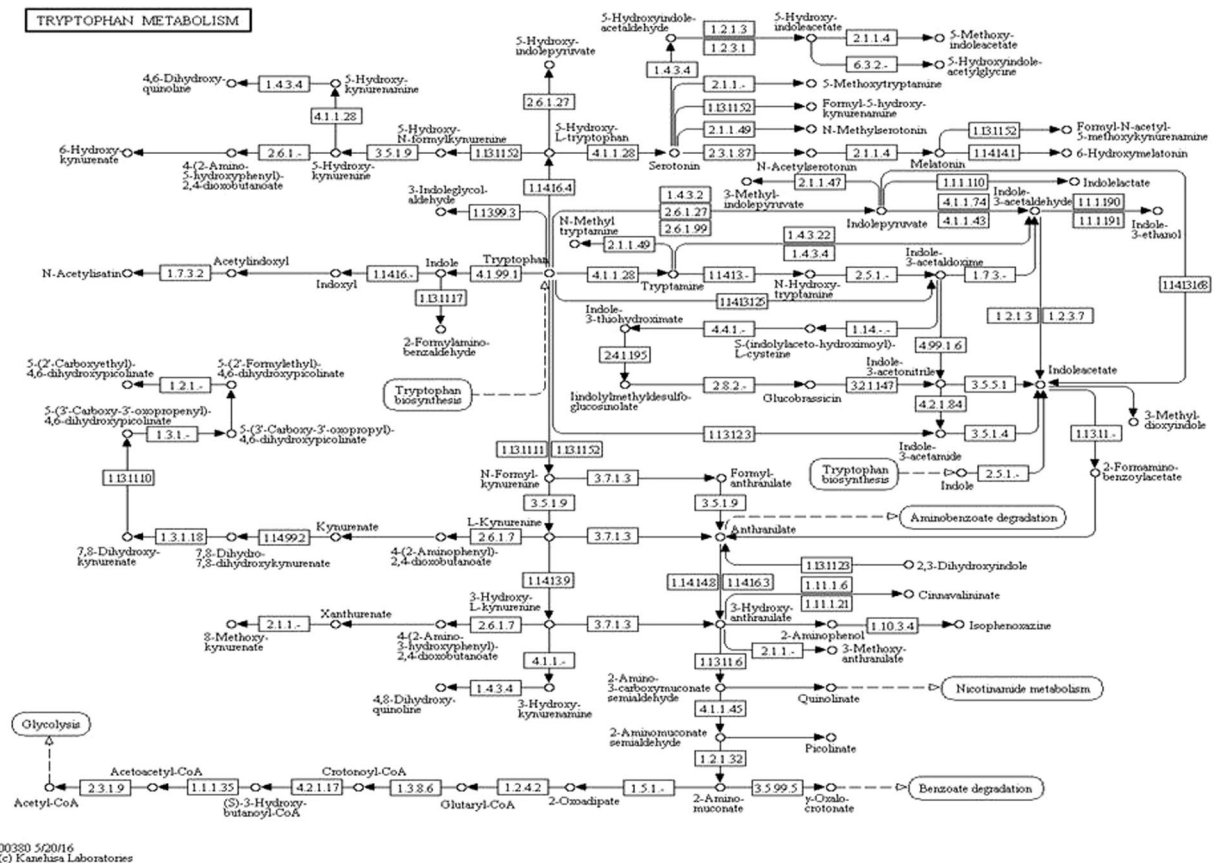 TRYPTOPHAN METABOLISM
5-Hydroxyindole-
acetaldehyde
1.2.1.3
1.2.3.1
5-Hydroxy-
indoleacetate
2.1.1.4
5-Methoxy-
indoleacetate
6.3.2.-
5-Hydroxyindole-
acetylglycine
5-Hydroxy-
indolepyruvate
1.4.3.4
2.1.1.-
5-Methoxytryptamine
4,6-Dihydroxy-
quinoline
1.4.3.4
5-Hydroxy-
kynurenamine
2.6.1.27
1.13.11.52
Formyl-5-hydroxy-
kynurenamine
4.1.1.28
2.1.1.49
N-Methylserotonin
5-Hydroxy-
N-formylkynurenine
5-Hydroxy-
L-tryptophan
1.13.11.52
Formyl-N-acetyl-
5-methoxykynurenamine
6-Hydroxy-
kynurenate
4-(2-Amino-
5-hydroxyphenyl)-
2,4-dioxobutanoate
2.6.1.-
5-Hydroxy-
kynurenine
3.5.1.9
1.13.11.52
4.1.1.28
Serotonin
2.3.1.87
N-Acetylserotonin
2.1.1.4
Melatonin
1.14.14.1
6-Hydroxymelatonin
1.14.16.4
3-Indoleglycol-
aldehyde
1.13.99.3
1.4.3.2
2.6.1.27
2.6.1.99
3-Methyl-
indolepyruvate
2.1.1.47
Indolepyruvate
1.1.1.110
Indolelactate
4.1.1.74
4.1.1.43
Indole-
3-acetaldehyde
1.1.1.190
1.1.1.191
Indole-
3-ethanol
N-Methyl
tryptamine
2.1.1.49
1.4.3.22
1.4.3.4
N-Acetylisatin
1.7.3.2
Acetylindoxyl
Indoxyl
1.14.16.-
Indole
4.1.99.1
Tryptophan
4.1.1.28
Tryptamine
1.14.13.-
N-Hydroxy-
tryptamine
2.5.1.-
Indole-
3-acetaldoxime
1.7.3.-
1.14.13.168
1.13.11.17
2-Formylamino-
benzaldehyde
1.14.13.125
Indole-
3-thiohydroximate
4.4.1.-
S-(indolylaceto-hydroximoyl)-
L-cysteine
1.14.-.-
1.2.1.3
1.2.3.7
2.4.1.195
4.99.1.6
5-(2'-Carboxyethyl)-
4,6-dihydroxypicolinate
1.2.1.-
5-(2'-Formylethyl)-
4,6-dihydroxypicolinate
Tryptophan
biosynthesis
Iindolylmethyldesulfo-
glucosinolate
2.8.2.-
Glucobrassicin
3.2.1.147
Indole-
3-acetonitrile
3.5.5.1
Indoleacetate
4.2.1.84
3-Methyl-
dioxyindole
5-(3'-Carboxy-3'-oxopropenyl)-
4,6-dihydroxypicolinate
1.3.1.-
5-(3'-Carboxy-3'-oxopropyl)-
4,6-dihydroxypicolinate
1.13.12.3
Indole-
3-acetamide
3.5.1.4
1.13.11.-
1.13.11.11
1.13.11.52
1.13.11.10
N-Formyl-
kynurenine
3.7.1.3
Formyl-
anthranilate
Tryptophan
biosynthesis
Indole
2.5.1.-
2-Formamino-
benzoylacetate
3.5.1.9
3.5.1.9
Aminobenzoate degradation
7,8-Dihydroxy-
kynurenate
1.3.1.18
7,8-Dihydro-
7,8-dihydroxykynurenate
1.14.99.2
Kynurenate
4-(2-Aminophenyl)-
2,4-dioxobutanoate
2.6.1.7
L-Kynurenine
3.7.1.3
Anthranilate
1.13.11.23
2,3-Dihydroxyindole
1.14.13.9
1.14.14.8
1.14.16.3
1.11.1.6
1.11.1.21
Cinnavalininate
8-Methoxy-
kynurenate
2.1.1.-
Xanthurenate
4-(2-Amino-
3-hydroxyphenyl)-
2,4-dioxobutanoate
2.6.1.7
3-Hydroxy-
L-kynurenine
3.7.1.3
3-Hydroxy-
anthranilate
2-Aminophenol
1.10.3.4
Isophenoxazine
2.1.1.-
3-Methoxy-
anthranilate
4.1.1.-
1.13.11.6
4,8-Dihydroxy-
quinoline
1.4.3.4
3-Hydroxy-
kynurenamine
2-Amino-
3-carboxymuconate
semialdehyde
Quinolinate
Nicotinamide metabolism
4.1.1.45
Glycolysis
2-Aminomuconate
semialdehyde
Picolinate
1.2.1.32
Acetyl-CoA
2.3.1.9
Acetoacetyl-CoA
1.1.1.35
(S)-3-Hydroxy-
butanoyl-CoA
4.2.1.17
Crotonoyl-CoA
1.3.8.6
Glutaryl-CoA
1.2.4.2
2-Oxoadipate
1.5.1.-
2-Amino-
muconate
3.5.99.5
γ-Oxalo-
crotonate
Benzoate degradation
00380 5/20/16
(c) Kanehisa Laboratories